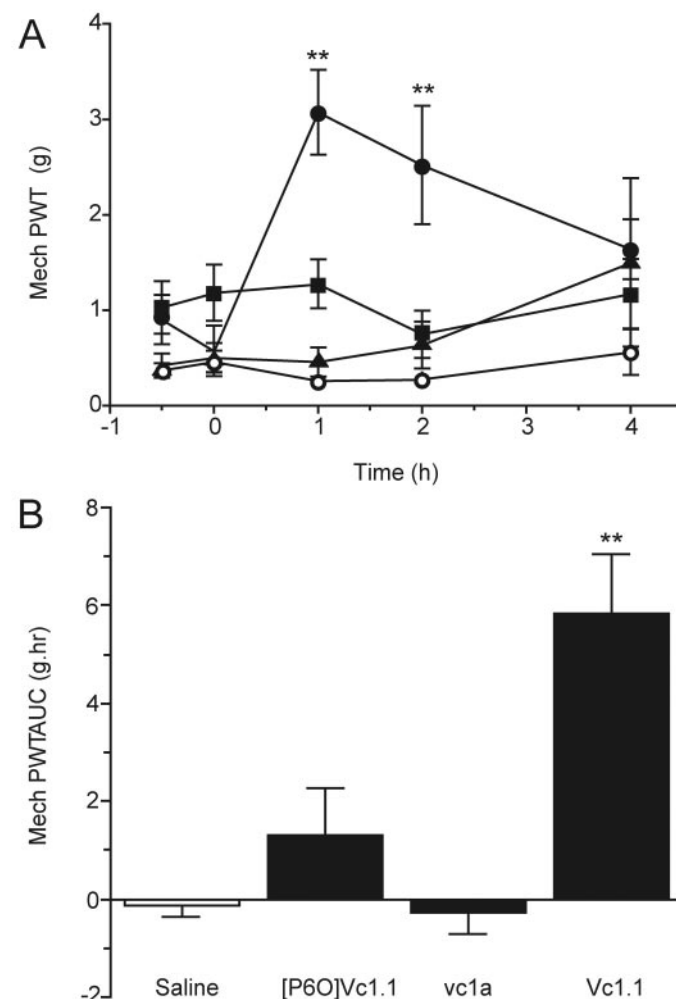 A
4
**
**
3
Mech PWT (g)
2
1
0
-1 0 1 2 3 4
Time (h)
B
8
**
6
Mech PWTAUC (g.hr)
4
2
0
-2
Saline [P6O]Vc1.1 vc1a Vc1.1